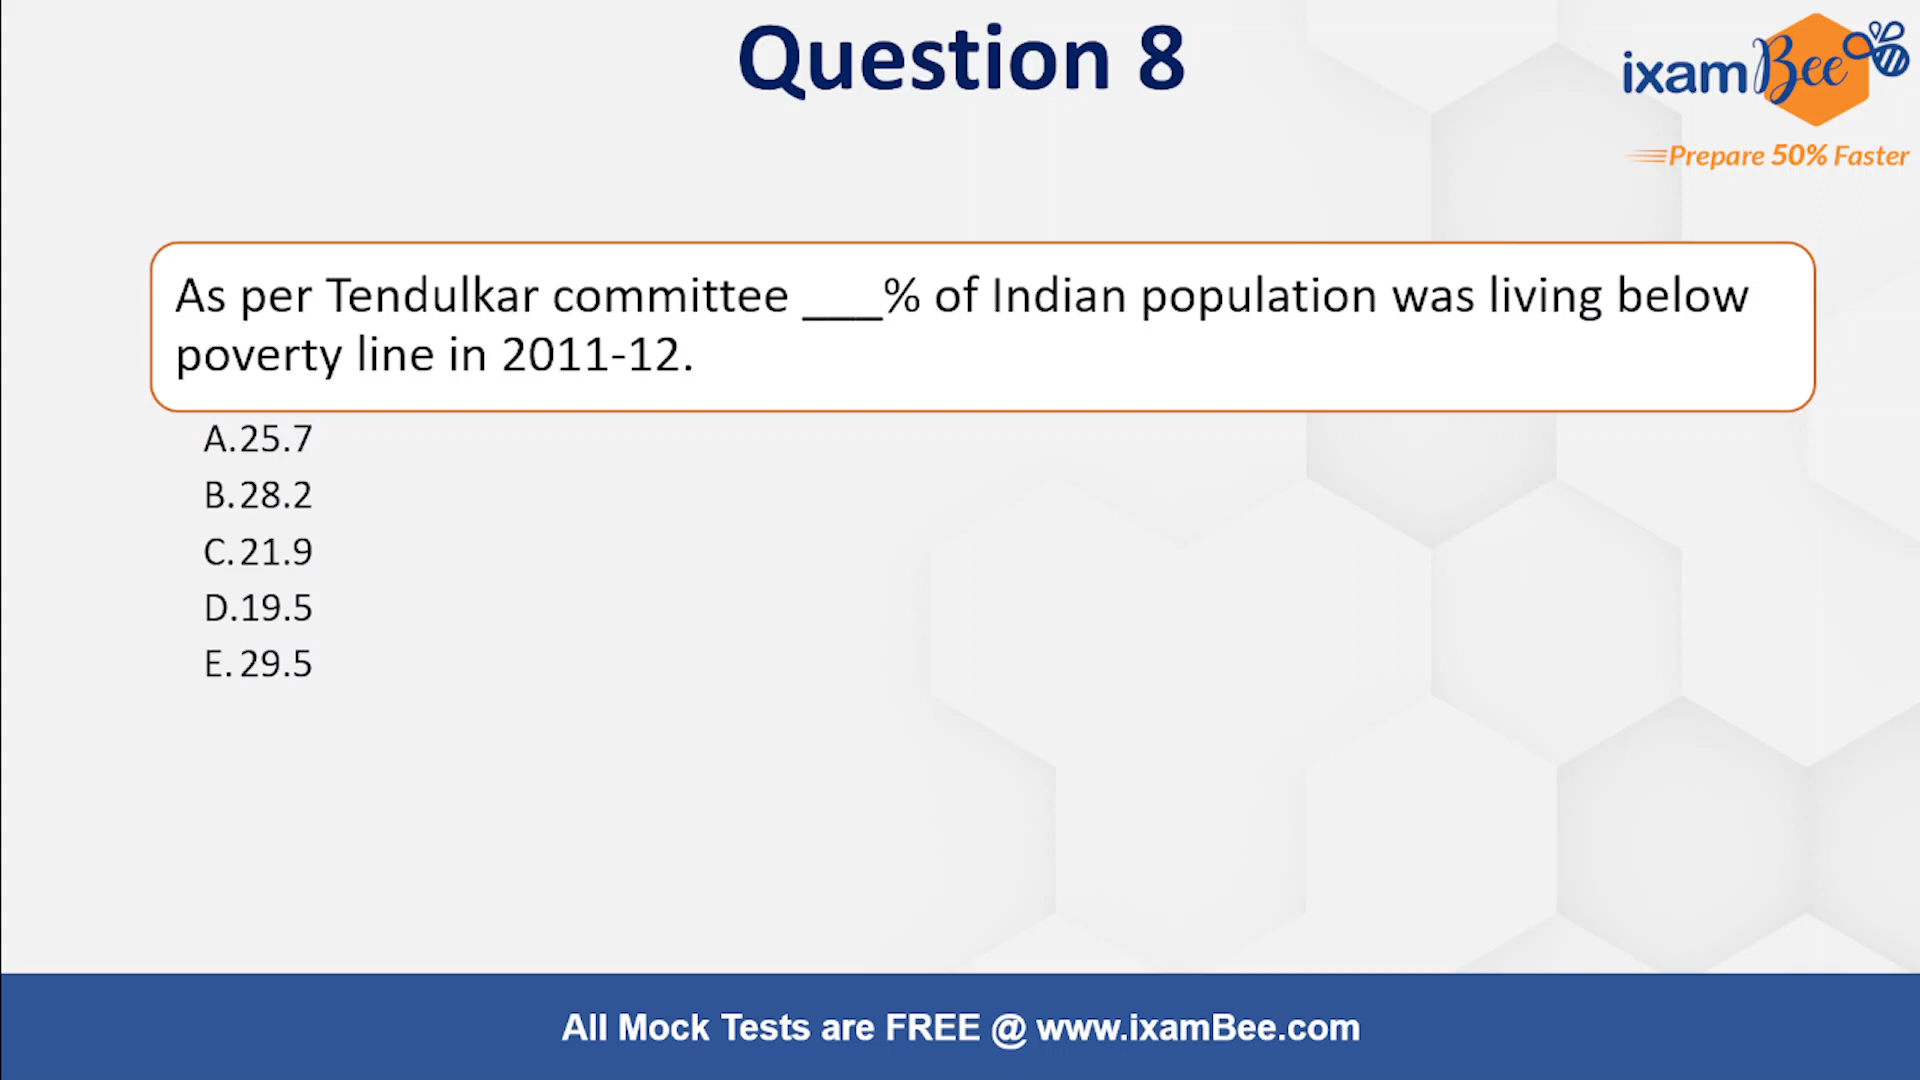 Question 8
ixamBee
Prepare 50% Faster
As per Tendulkar committee ___% of Indian population was living below
poverty line in 2011-12.
A.25.7
B.28.2
C.21.9
D.19.5
E.29.5
All Mock Tests are FREE @ www.ixamBee.com